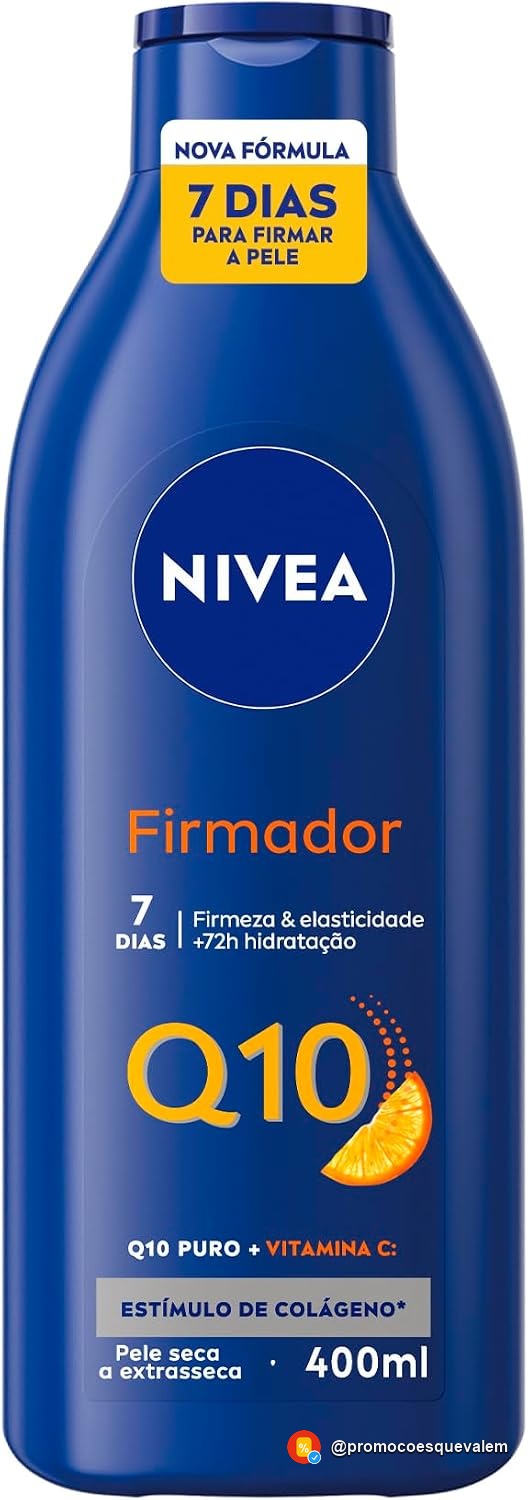 NOVA FÓRMULA
7 DIAS
PARA FIRMAR
A PELE
NIVEA
Firmador
7 DIAS | Firmeza & elasticidade
+72h hidratação
Q10
Q10 PURO + VITAMINA C:
ESTÍMULO DE COLÁGENO*
Pele seca
a extrasseca · 400ml
% @promocoesquevalem